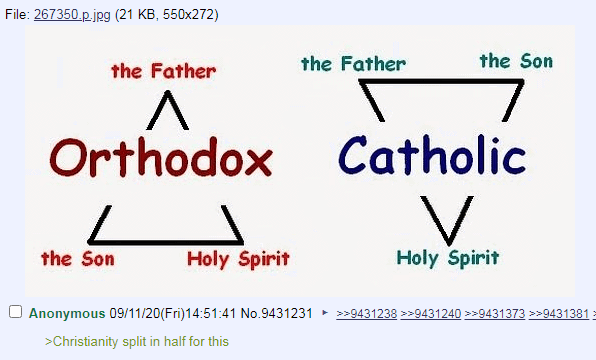 File: 267350.p.jpg (21 KB, 550x272)
the Father
Orthodox
the Son Holy Spirit
the Father the Son
Catholic
Holy Spirit
Anonymous 09/11/20(Fri)14:51:41 No.9431231 ▸ >>9431238 >>9431240 >>9431373 >>9431381 >
>Christianity split in half for this